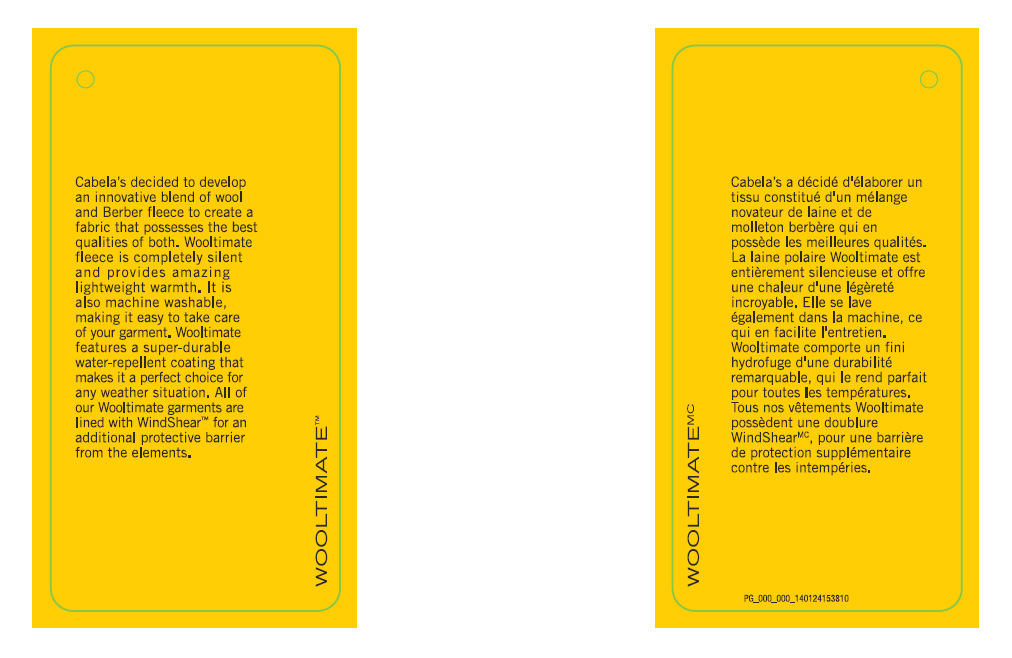 Cabela's decided to develop
an innovative blend of wool
and Berber fleece to create a
fabric that possesses the best
qualities of both. Wooltimate
fleece is completely silent
and provides amazing
lightweight warmth. It is
also machine washable,
making it easy to take care
of your garment. Wooltimate
features a super-durable
water-repellent coating that
makes it a perfect choice for
any weather situation. All of
our Wooltimate garments are
lined with WindShear™ for an
additional protective barrier
from the elements.
WOOLTIMATE™
Cabela's a décidé d'élaborer un
tissu constitué d'un mélange
novateur de laine et de
molleton berbère qui en
possède les meilleures qualités.
La laine polaire Wooltimate est
entièrement silencieuse et offre
une chaleur d'une légèreté
incroyable. Elle se lave
également dans la machine, ce
qui en facilite l'entretien.
Wooltimate comporte un fini
hydrofuge d'une durabilité
remarquable, qui le rend parfait
pour toutes les températures.
Tous nos vêtements Wooltimate
possèdent une doublure
WindShearᴹᶜ, pour une barrière
de protection supplémentaire
contre les intempéries.
WOOLTIMATEᴹᶜ
PG_000_000_140124153810